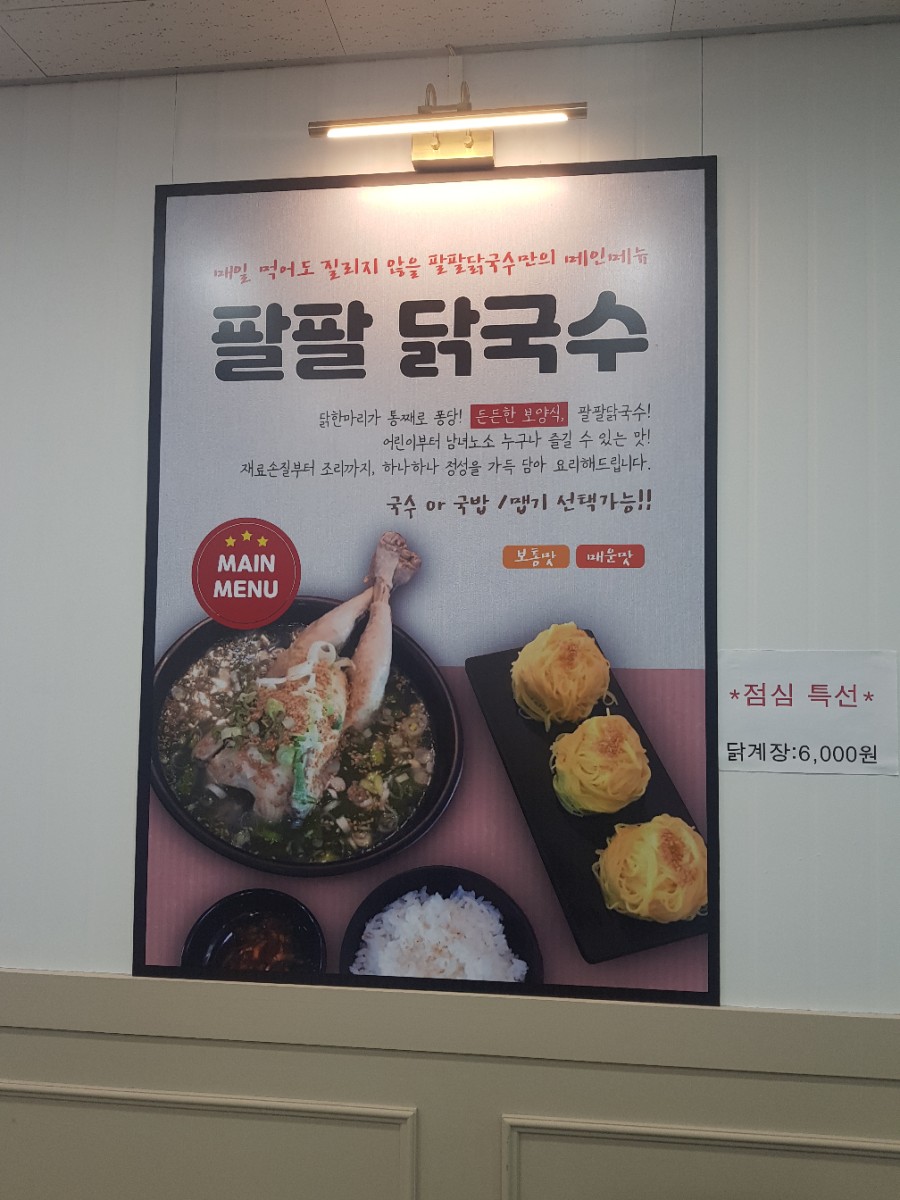 매일 먹어도 질리지 않을 팔팔닭국수만의 메인메뉴
팔팔 닭국수
닭한마리가 통째로 퐁당! 든든한 보양식, 팔팔닭국수!
어린이부터 남녀노소 누구나 즐길 수 있는 맛!
재료손질부터 조리까지, 하나하나 정성을 가득 담아 요리해드립니다.
국수 or 국밥 /맵기 선택가능!!
보통맛 매운맛
MAIN
MENU
*점심 특선*
닭계장:6,000원